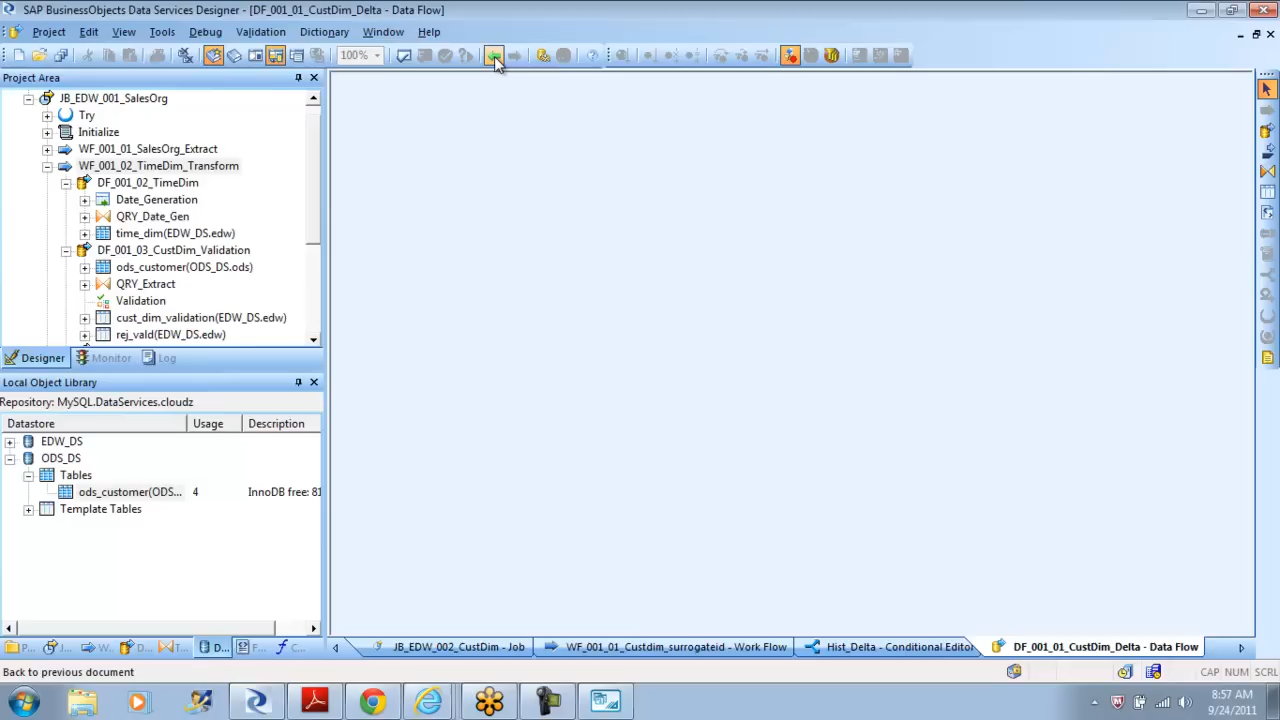 SAP BusinessObjects Data Services Designer - [DF_001_01_CustDim_Delta - Data Flow]
Project Edit View Tools Debug Validation Dictionary Window Help
100%
Project Area
JB_EDW_001_SalesOrg
Try
Initialize
WF_001_01_SalesOrg_Extract
WF_001_02_TimeDim_Transform
DF_001_02_TimeDim
Date_Generation
QRY_Date_Gen
time_dim(EDW_DS.edw)
DF_001_03_CustDim_Validation
ods_customer(ODS_DS.ods)
QRY_Extract
Validation
cust_dim_validation(EDW_DS.edw)
rej_vald(EDW_DS.edw)
Designer Monitor Log
Local Object Library
Repository: MySQL.DataServices.cloudz
Datastore Usage Description
EDW_DS
ODS_DS
Tables
ods_customer(ODS... 4 InnoDB free: 81
Template Tables
P... J... W... D... T... D... F... C...
JB_EDW_002_CustDim - Job WF_001_01_Custdim_surrogateid - Work Flow Hist_Delta - Conditional Editor DF_001_01_CustDim_Delta - Data Flow
Back to previous document
CAP NUM SCRL
8:57 AM
9/24/2011